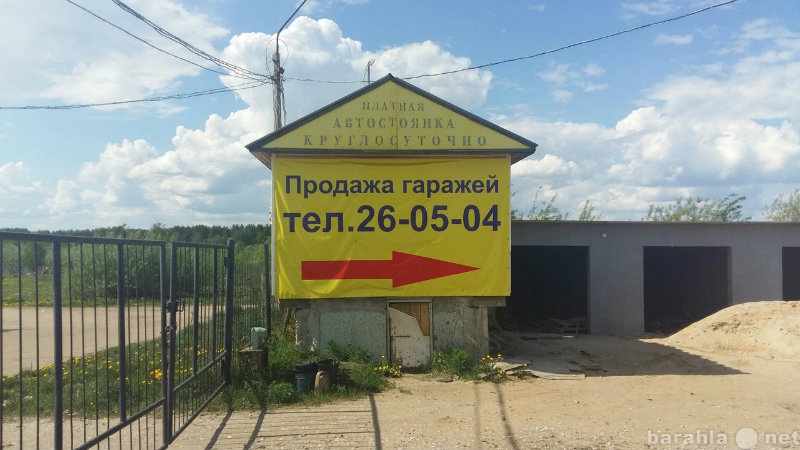 ПЛАТНАЯ
АВТОСТОЯНКА
КРУГЛОСУТОЧНО
Продажа гаражей
тел.26-05-04
barahla.net